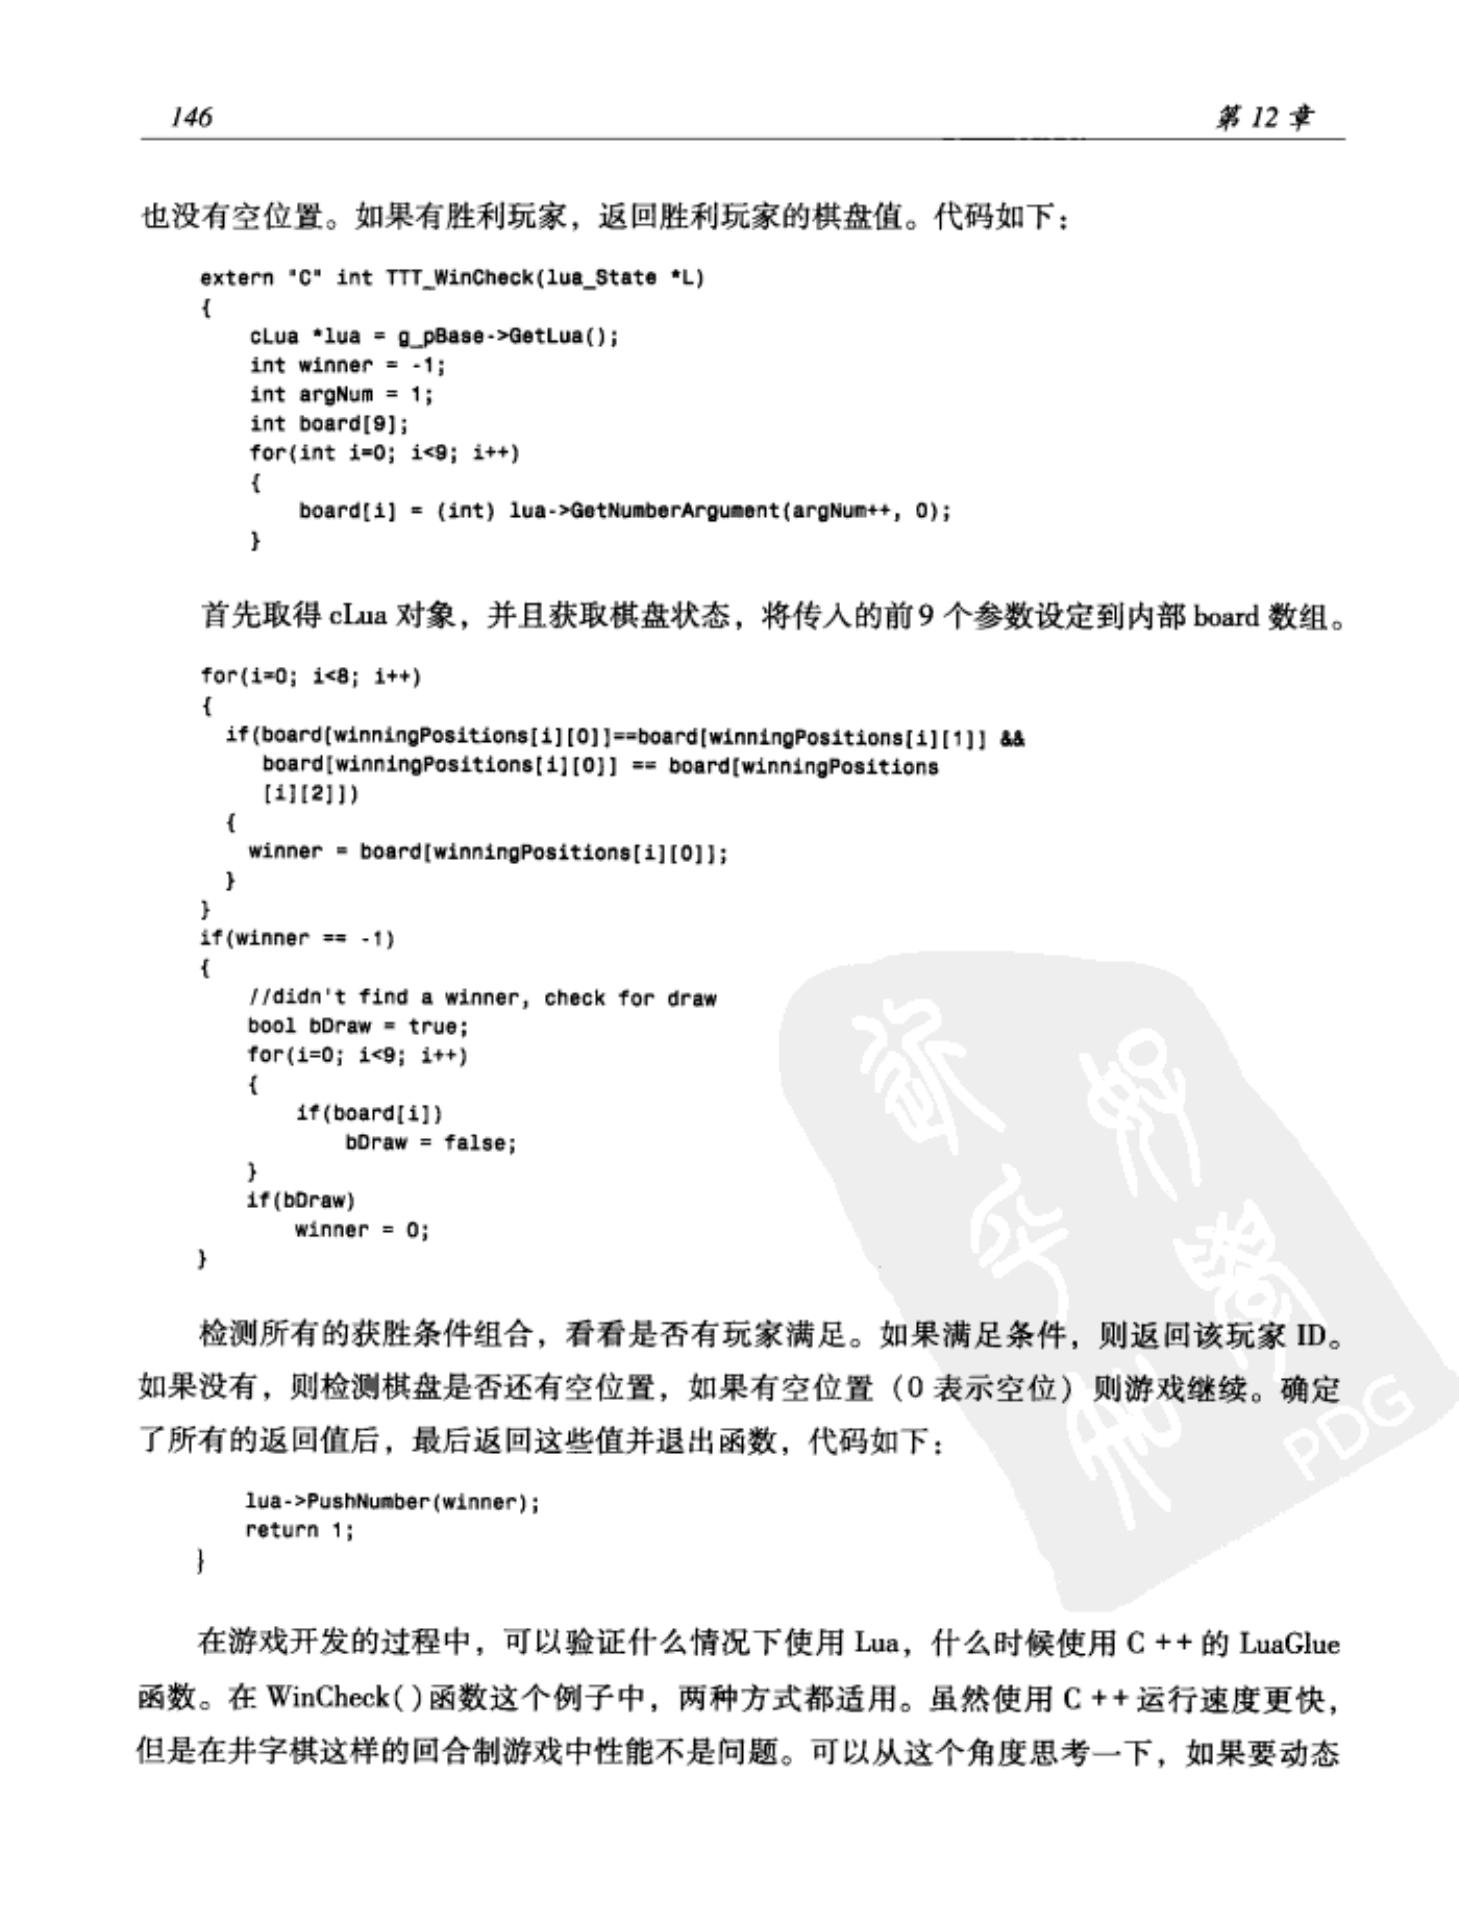 146 第 12 章
也没有空位置。如果有胜利玩家，返回胜利玩家的棋盘值。代码如下：
extern "C" int TTT_WinCheck(lua_State *L)
{
cLua *lua = g_pBase->GetLua();
int winner = -1;
int argNum = 1;
int board[9];
for(int i=0; i<9; i++)
{
board[i] = (int) lua->GetNumberArgument(argNum++, 0);
}
首先取得 cLua 对象，并且获取棋盘状态，将传入的前 9 个参数设定到内部 board 数组。
for(i=0; i<8; i++)
{
if(board[winningPositions[i][0]]==board[winningPositions[i][1]] &&
board[winningPositions[i][0]] == board[winningPositions
[i][2]])
{
winner = board[winningPositions[i][0]];
}
}
if(winner == -1)
{
//didn't find a winner, check for draw
bool bDraw = true;
for(i=0; i<9; i++)
{
if(board[i])
bDraw = false;
}
if(bDraw)
winner = 0;
}
检测所有的获胜条件组合，看看是否有玩家满足。如果满足条件，则返回该玩家 ID。
如果没有，则检测棋盘是否还有空位置，如果有空位置（0 表示空位）则游戏继续。确定
了所有的返回值后，最后返回这些值并退出函数，代码如下：
PDG
lua->PushNumber(winner);
return 1;
}
在游戏开发的过程中，可以验证什么情况下使用 Lua，什么时候使用 C ++ 的 LuaGlue
函数。在 WinCheck( ) 函数这个例子中，两种方式都适用。虽然使用 C ++ 运行速度更快，
但是在井字棋这样的回合制游戏中性能不是问题。可以从这个角度思考一下，如果要动态